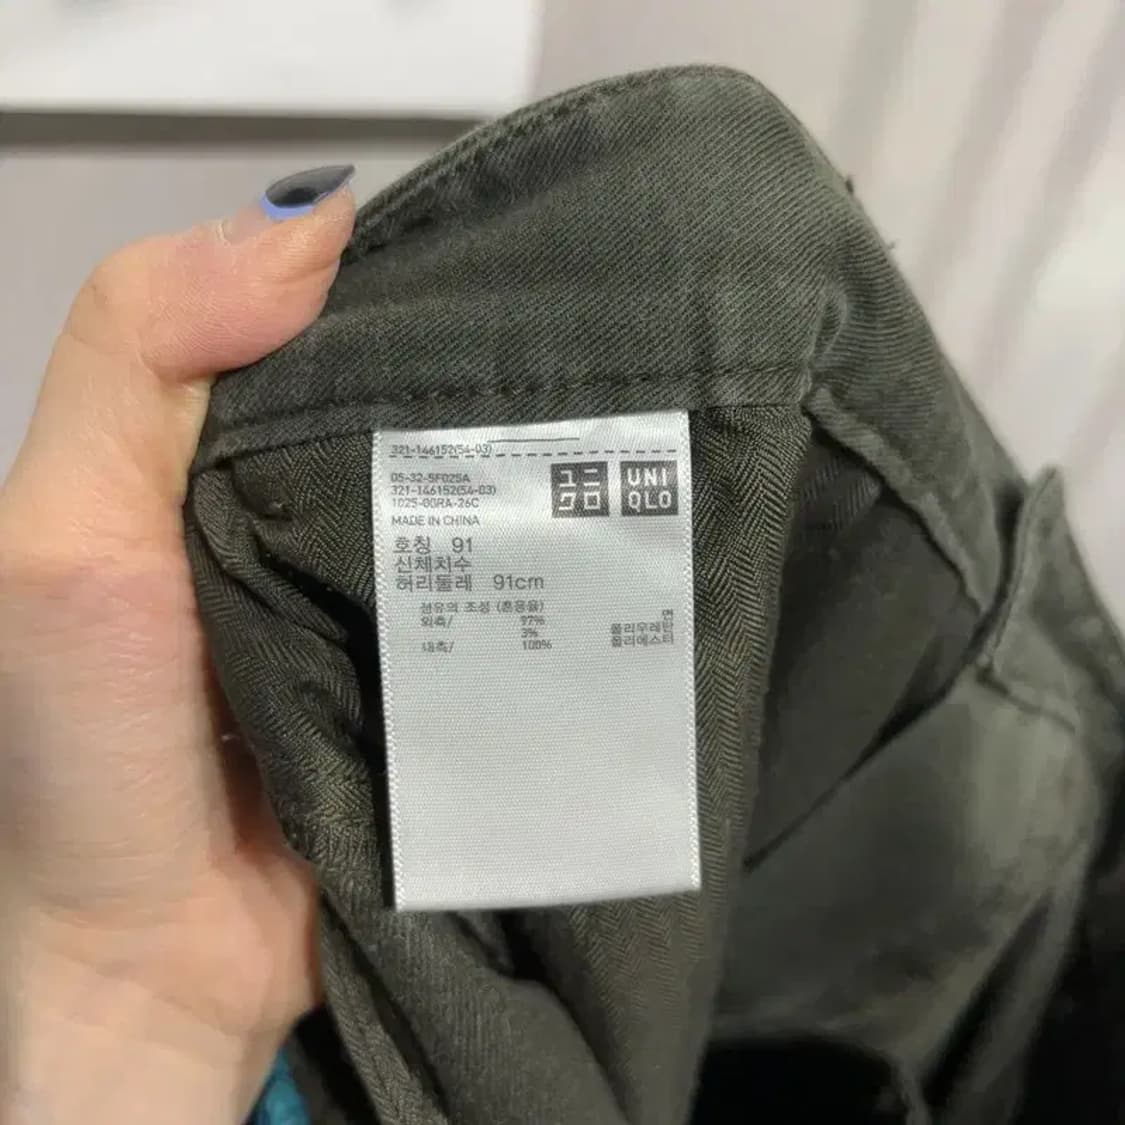 321-146152(54-03)
05-32-5F025A
321-146152(54-03)
1025-00RA-26C
MADE IN CHINA
ユニ
クロ
UNI
QLO
호칭 91
신체치수
허리둘레 91cm
섬유의 조성 (혼용율)
외측/ 97% 면
3% 폴리우레탄
내측/ 100% 폴리에스터